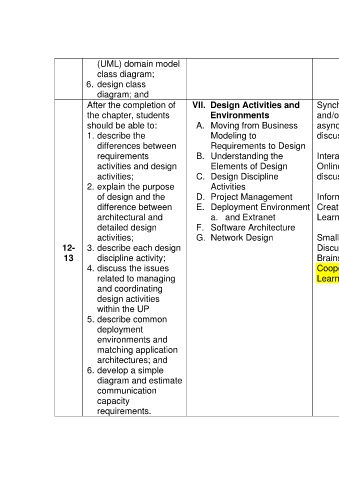 (UML) domain model
class diagram;
6. design class
diagram; and
12-
13
After the completion of
the chapter, students
should be able to:
1. describe the
differences between
requirements
activities and design
activities;
2. explain the purpose
of design and the
difference between
architectural and
detailed design
activities;
3. describe each design
discipline activity;
4. discuss the issues
related to managing
and coordinating
design activities
within the UP
5. describe common
deployment
environments and
matching application
architectures; and
6. develop a simple
diagram and estimate
communication
capacity
requirements.
VII. Design Activities and
Environments
A. Moving from Business
Modeling to
Requirements to Design
B. Understanding the
Elements of Design
C. Design Discipline
Activities
D. Project Management
E. Deployment Environment
a. and Extranet
F. Software Architecture
G. Network Design
Synch
and/o
async
discus
Intera
Online
discus
Inform
Creat
Learn
Small
Discu
Brains
Coope
Learn